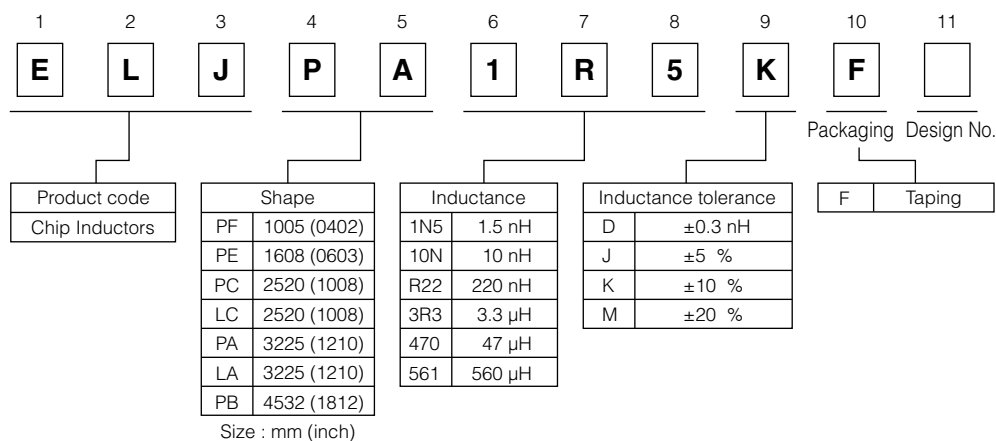 1 2 3 4 5 6 7 8 9 10 11
E L J P A 1 R 5 K F
Packaging Design No.
Product code
Chip Inductors
Shape
PF 1005 (0402)
PE 1608 (0603)
PC 2520 (1008)
LC 2520 (1008)
PA 3225 (1210)
LA 3225 (1210)
PB 4532 (1812)
Size : mm (inch)
Inductance
1N5 1.5 nH
10N 10 nH
R22 220 nH
3R3 3.3 µH
470 47 µH
561 560 µH
Inductance tolerance
D ±0.3 nH
J ±5 %
K ±10 %
M ±20 %
F Taping